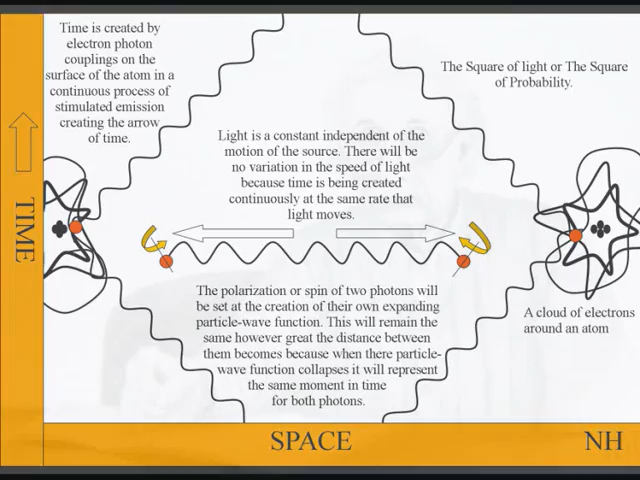 Time is created by
electron photon
couplings on the
surface of the atom in a
continuous process of
stimulated emission
creating the arrow
of time.
The Square of light or The Square
of Probability.
Light is a constant independent of the
motion of the source. There will be
no variation in the speed of light
because time is being created
continuously at the same rate that
light moves.
TIME
The polarization or spin of two photons will
be set at the creation of their own expanding
particle-wave function. This will remain the
same however great the distance between
them becomes because when there particle-
wave function collapses it will represent
the same moment in time
for both photons.
A cloud of electrons
around an atom
SPACE
NH